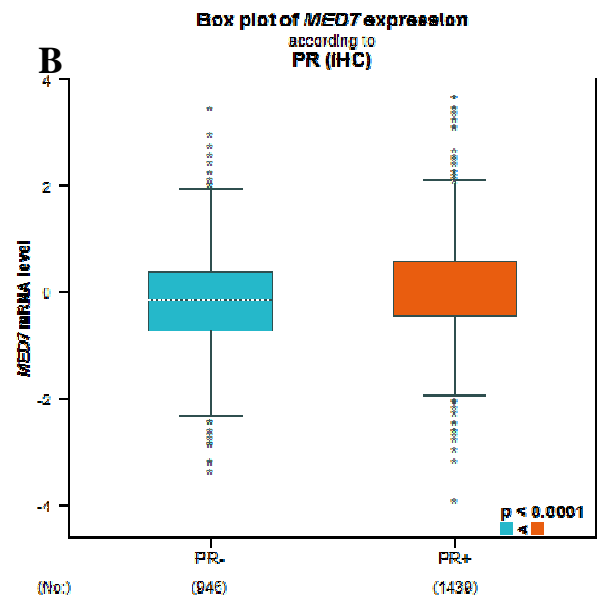 Box plot of MED7 expression
according to
B
PR (IHC)
4
2
0
-2
-4
MED7 mRNA level
p < 0.0001
<
PR-
PR+
(No.)
(946)